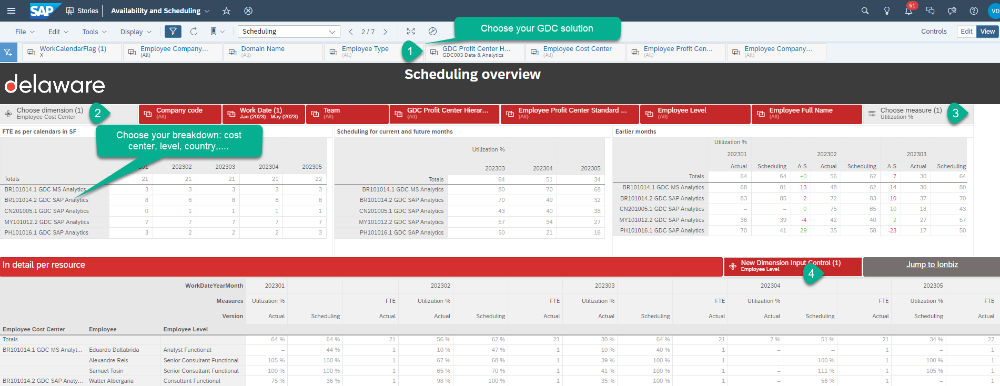 SAP Stories Availability and Scheduling 51 VD
File Edit Tools Display Scheduling 2 / 7 Controls Edit View
Choose your GDC solution
1
WorkCalendarFlag (1) Employee Company... Domain Name Employee Type GDC Profit Center H... Employee Cost Center Employee Profit Cen... Employee Company...
X (All) (All) (All) GDC003 Data & Analytics (All) (All) (All)
delaware
Scheduling overview
Choose dimension (1) 2 Company code Work Date (1) Team GDC Profit Center Hierar... Employee Profit Center Standard ... Employee Level Employee Full Name Choose measure (1) 3
Employee Cost Center (All) Jan (2023) - May (2023) (All) (All) (All) (All) (All) Utilization %
Choose your breakdown: cost
center, level, country,....
FTE as per calendars in SF
01 202302 202303 202304 202305
Totals 21 21 21 21 22
BR101014.1 GDC MS Analytics 3 3 3 3 3
BR101014.2 GDC SAP Analytics 8 8 8 8 8
CN201005.1 GDC SAP Analytics 0 1 1 1 1
MY101012.2 GDC SAP Analytics 7 7 7 7 7
PH101016.1 GDC SAP Analytics 3 2 2 2 3
Scheduling for current and future months
Utilization %
202303 202304 202305
Totals 64 51 34
BR101014.1 GDC MS Analytics 80 70 68
BR101014.2 GDC SAP Analytics 70 49 32
CN201005.1 GDC SAP Analytics 43 40 38
MY101012.2 GDC SAP Analytics 57 54 27
PH101016.1 GDC SAP Analytics 50 21 16
Earlier months
Utilization %
202301 202302 202303
Actual Scheduling A-S Actual Scheduling A-S Actual Scheduling
Totals 64 64 +0 56 62 -7 30 64
BR101014.1 GDC MS Analytics 68 81 -13 48 62 -14 30 80
BR101014.2 GDC SAP Analytics 83 85 -2 72 83 -10 37 70
CN201005.1 GDC SAP Analytics – – 0 75 65 10 18 43
MY101012.2 GDC SAP Analytics 36 39 -4 42 40 2 27 57
PH101016.1 GDC SAP Analytics 70 41 29 35 58 -23 17 50
In detail per resource New Dimension Input Control (1) Jump to Ionbiz
Employee Level 4
WorkDateYearMonth 202301 202302 202303 202304 202305
Measures Utilization % FTE Utilization % FTE Utilization % FTE Utilization % FTE Utilization % FTE
Version Actual Scheduling Actual Actual Scheduling Actual Actual Scheduling Actual Actual Scheduling Actual Scheduling Actual
Employee Cost Center Employee Employee Level
Totals 64 % 64 % 21 56 % 62 % 21 30 % 64 % 21 2 % 51 % 21 34 % 22
BR101014.1 GDC MS Analyt... Eduardo Dallabrida Analyst Functional – 44 % 1 10 % 47 % 1 10 % 40 % 1 – – 1 – 1
Alexandre Reis Senior Consultant Functional 105 % 100 % 1 67 % 68 % 1 39 % 100 % 1 – 100 % 1 100 % 1
Samuel Tosin Senior Consultant Functional 100 % 100 % 1 65 % 70 % 1 41 % 100 % 1 – 111 % 1 105 % 1
BR101014.2 GDC SAP Analy... Walter Albergaria Consultant Functional 75 % 36 % 1 98 % 100 % 1 35 % 100 % 1 – 56 % 1 – 1